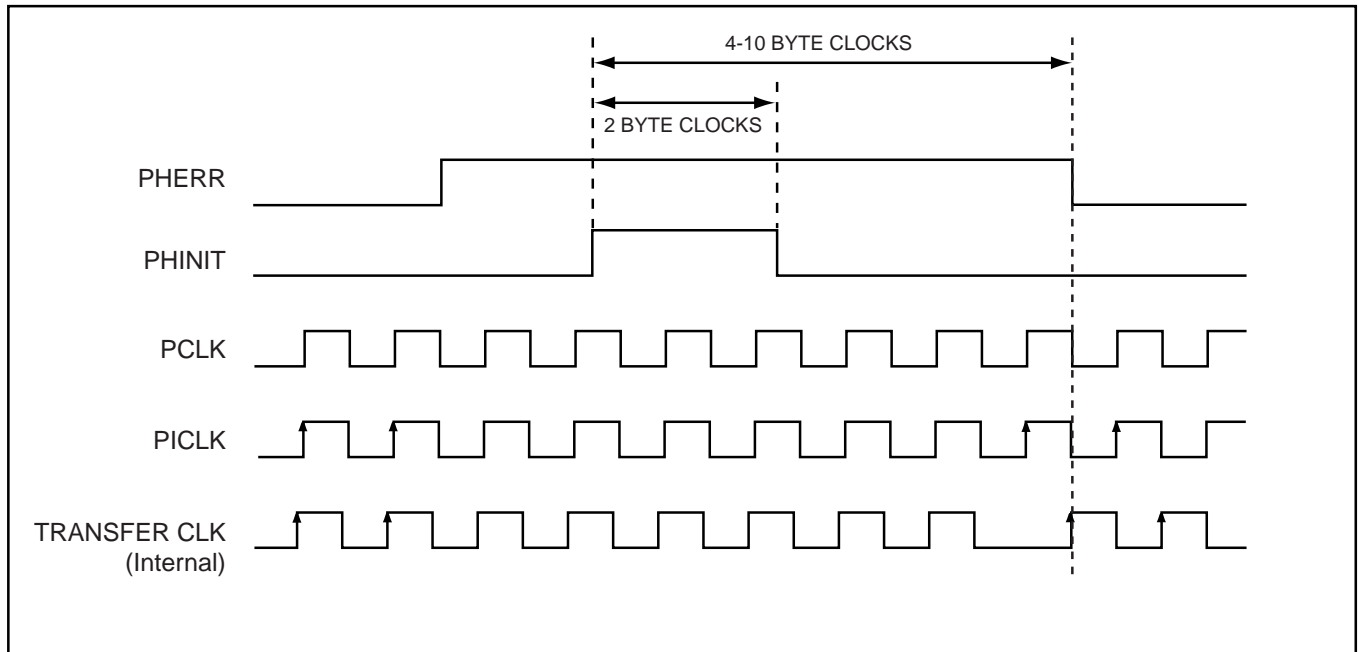 4-10 BYTE CLOCKS
2 BYTE CLOCKS
PHERR
PHINIT
PCLK
PICLK
TRANSFER CLK
(Internal)